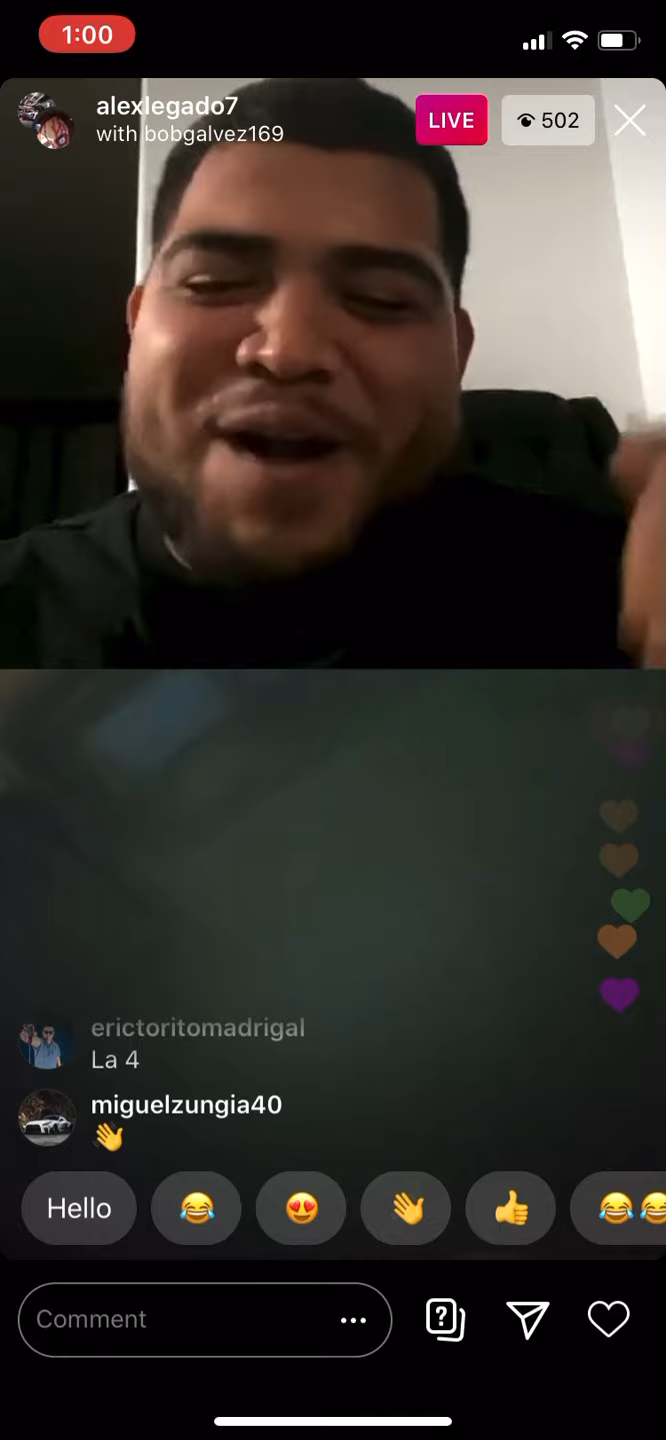 1:00
alexlegado7
with bobgalvez169
LIVE
502
erictoritomadrigal
La 4
miguelzungia40
👋
Hello 😂 😍 👋 👍 😂😂
Comment